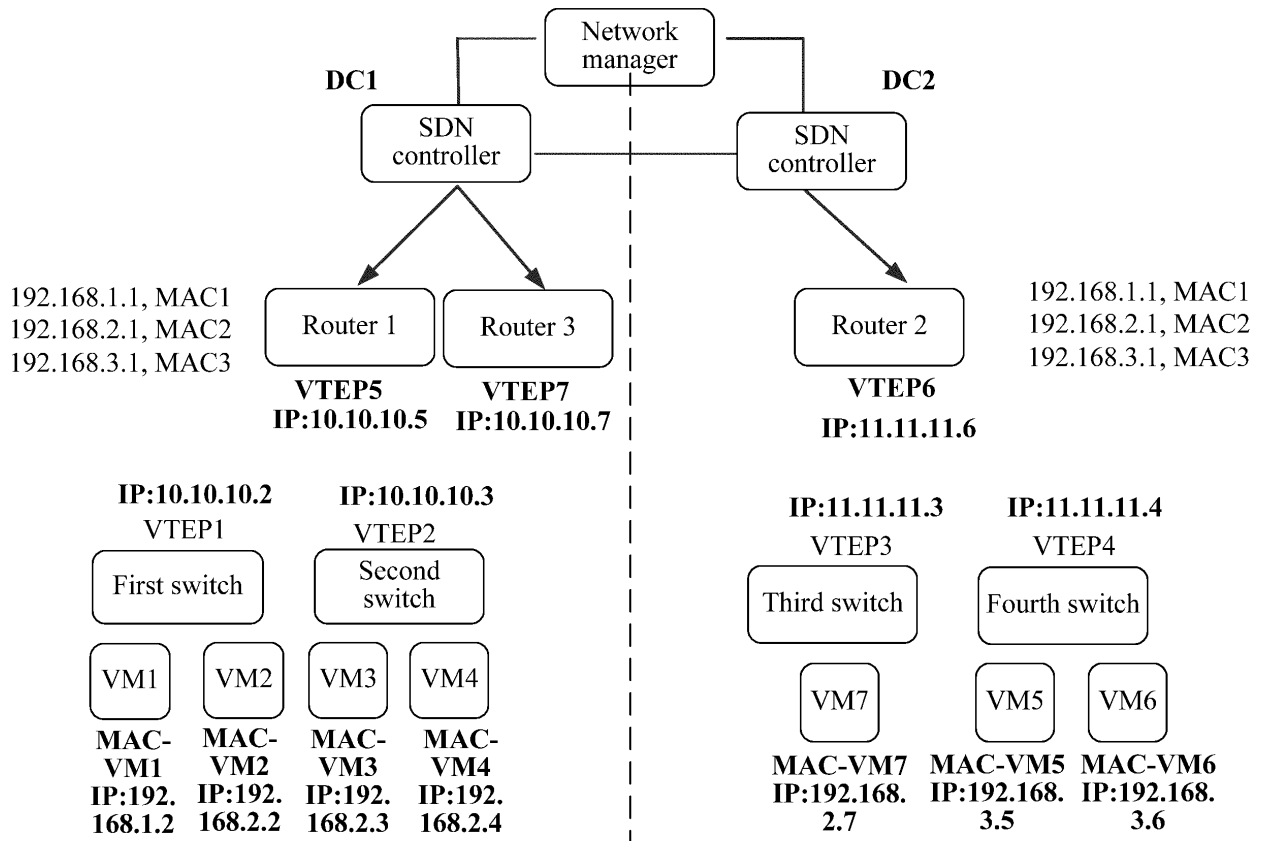 Network
manager
DC1
DC2
SDN
controller
SDN
controller
192.168.1.1, MAC1
192.168.2.1, MAC2
192.168.3.1, MAC3
Router 1
Router 3
Router 2
192.168.1.1, MAC1
192.168.2.1, MAC2
192.168.3.1, MAC3
VTEP5
IP:10.10.10.5
VTEP7
IP:10.10.10.7
VTEP6
IP:11.11.11.6
IP:10.10.10.2
VTEP1
First switch
IP:10.10.10.3
VTEP2
Second
switch
IP:11.11.11.3
VTEP3
Third switch
IP:11.11.11.4
VTEP4
Fourth switch
VM1
MAC-
VM1
IP:192.
168.1.2
VM2
MAC-
VM2
IP:192.
168.2.2
VM3
MAC-
VM3
IP:192.
168.2.3
VM4
MAC-
VM4
IP:192.
168.2.4
VM7
MAC-VM7
IP:192.168.
2.7
VM5
MAC-VM5
IP:192.168.
3.5
VM6
MAC-VM6
IP:192.168.
3.6